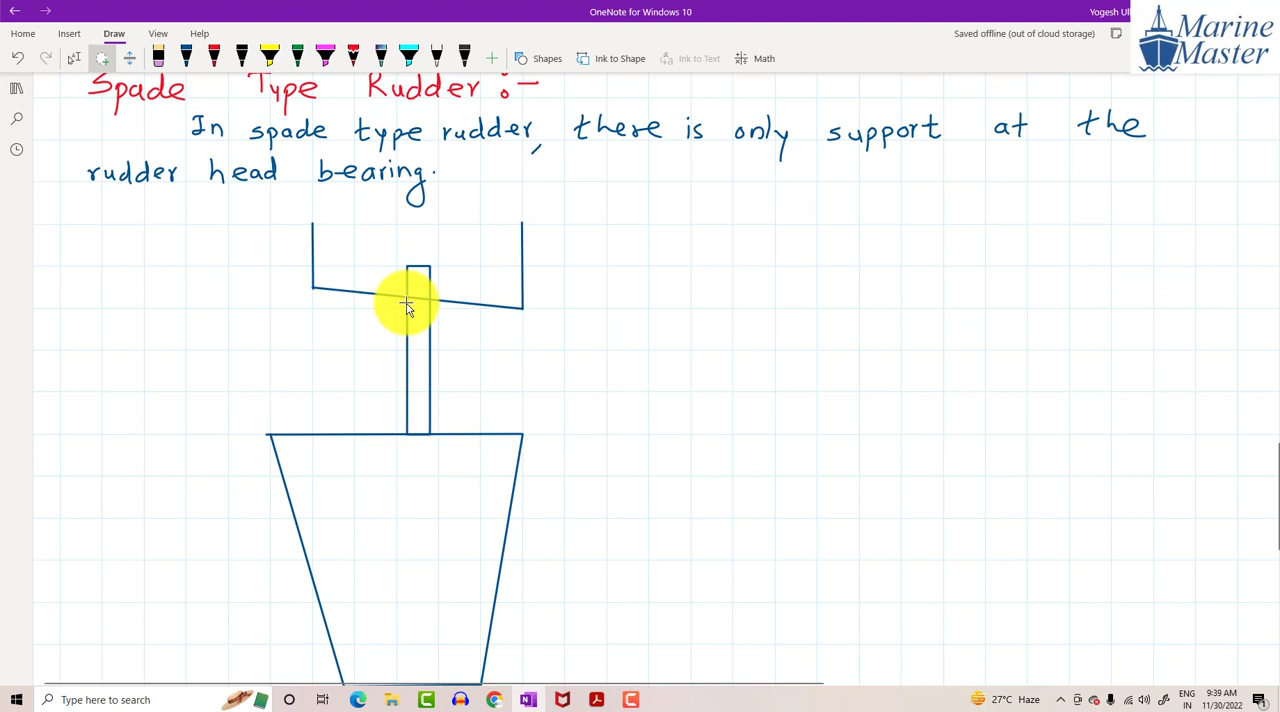 OneNote for Windows 10
Yogesh Ul
Home Insert Draw View Help
Saved offline (out of cloud storage)
Marine
Master
Shapes
Ink to Shape
Ink to Text
Math
Spade Type Rudder :-
In spade type rudder, there is only support at the
rudder head bearing.
Type here to search
27°C Haze
ENG
IN
9:39 AM
11/30/2022